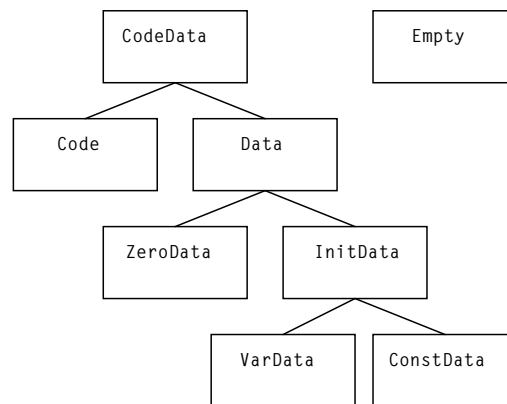 CodeData
Empty
Code
Data
ZeroData
InitData
VarData
ConstData